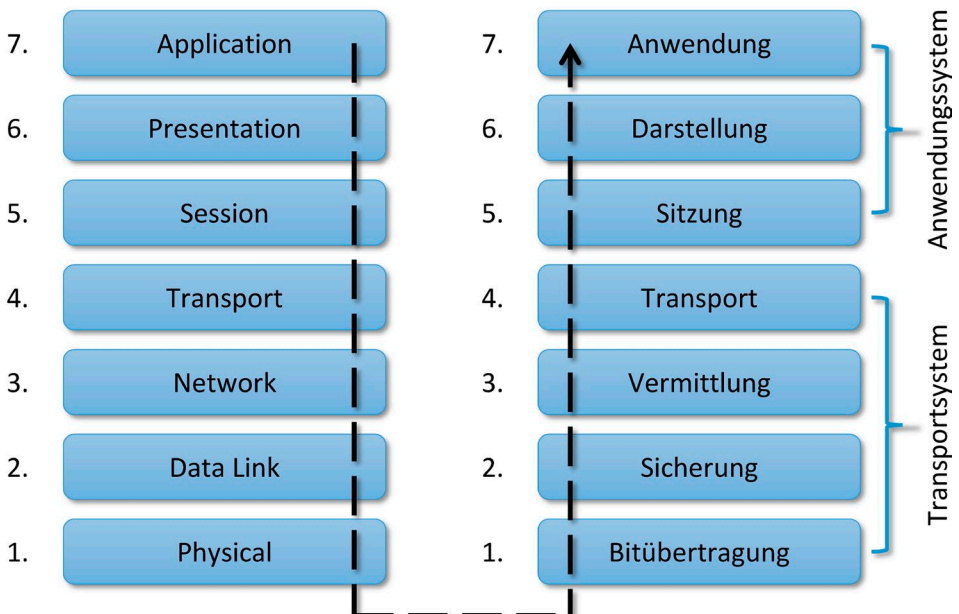 7. Application
6. Presentation
5. Session
4. Transport
3. Network
2. Data Link
1. Physical
7. Anwendung
6. Darstellung
5. Sitzung
4. Transport
3. Vermittlung
2. Sicherung
1. Bitübertragung
Anwendungssystem
Transportsystem